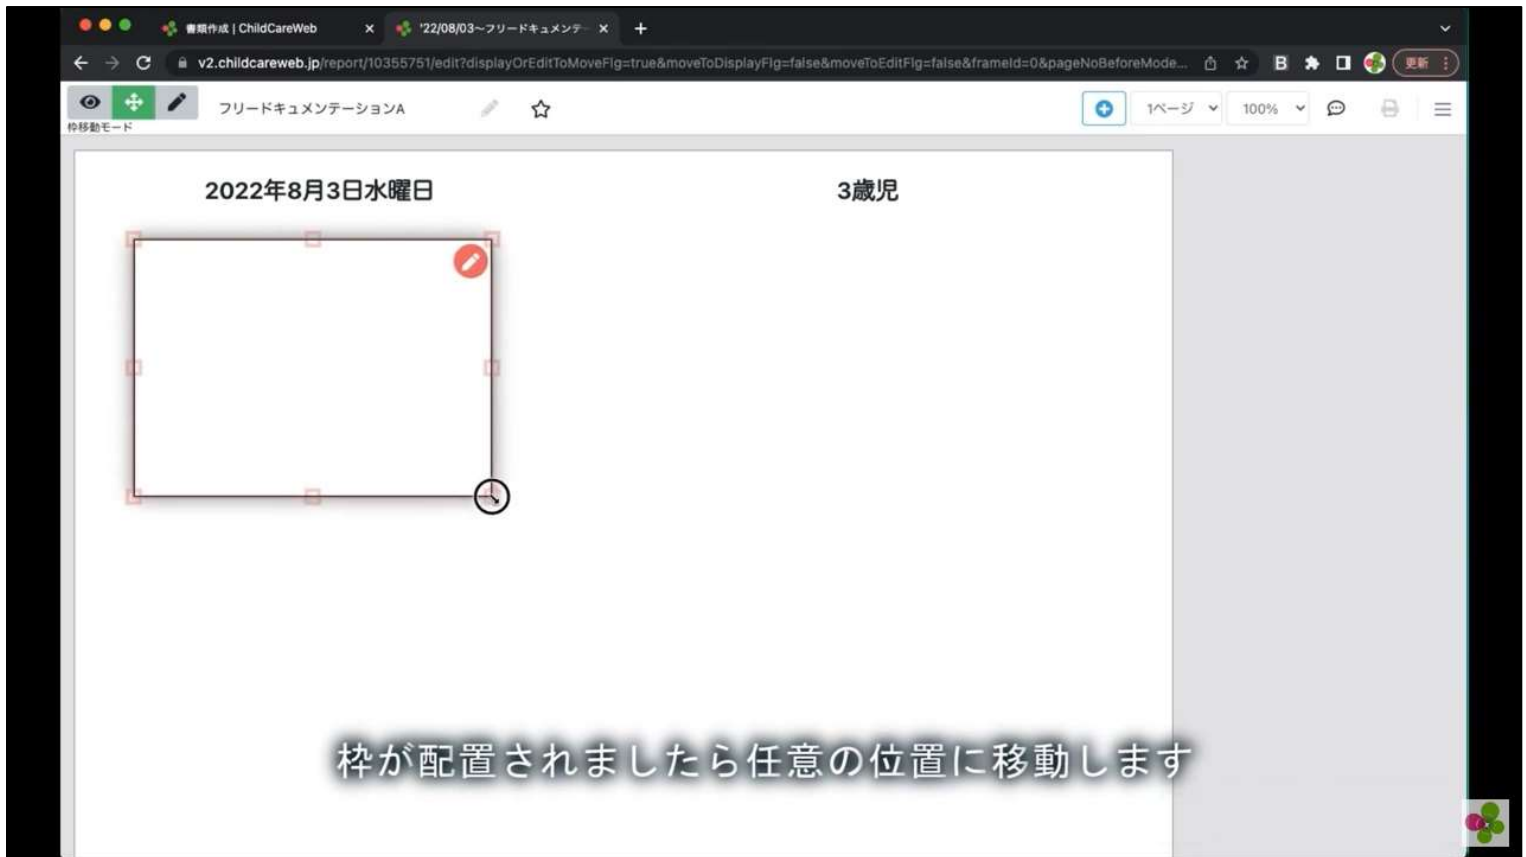 書類作成 | ChildCareWeb
'22/08/03〜フリードキュメンテ
v2.childcareweb.jp/report/10355751/edit?displayOrEditToMoveFlg=true&moveToDisplayFlg=false&moveToEditFlg=false&frameId=0&pageNoBeforeMode...
B
更新
フリードキュメンテーションA
1ページ
100%
枠移動モード
2022年8月3日水曜日
3歳児
枠が配置されましたら任意の位置に移動します